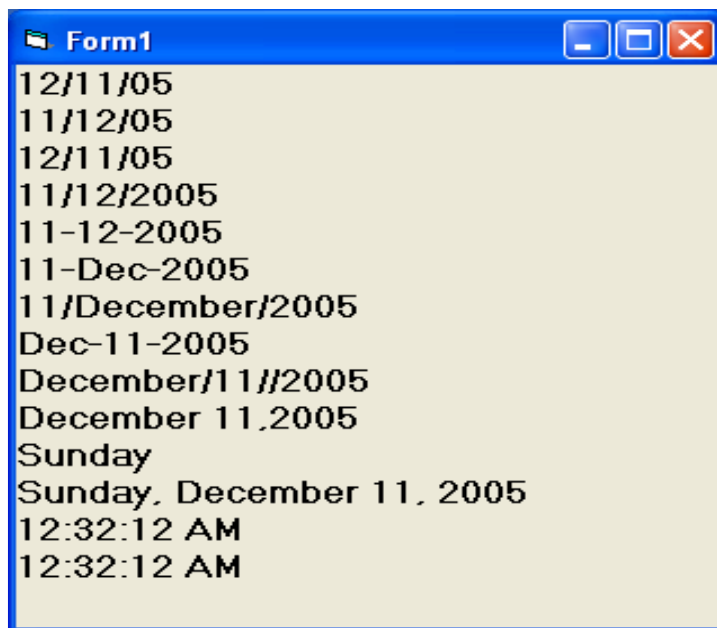 Form1
12/11/05
11/12/05
12/11/05
11/12/2005
11-12-2005
11-Dec-2005
11/December/2005
Dec-11-2005
December/11//2005
December 11,2005
Sunday
Sunday, December 11, 2005
12:32:12 AM
12:32:12 AM